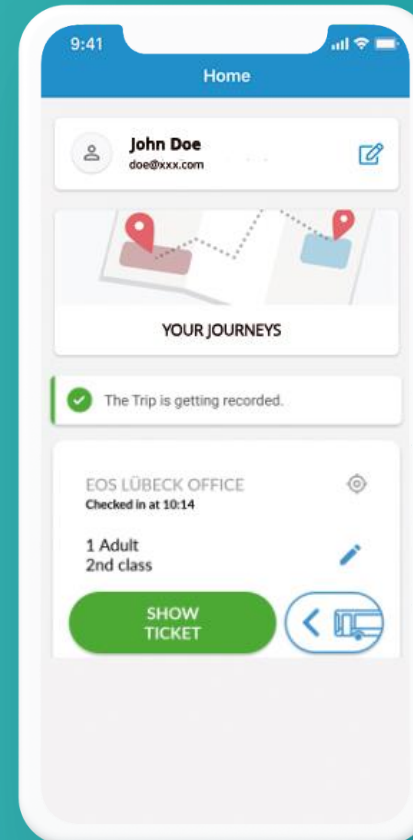 9:41
Home
John Doe
doe@xxx.com
YOUR JOURNEYS
The Trip is getting recorded.
EOS LÜBECK OFFICE
Checked in at 10:14
1 Adult
2nd class
SHOW
TICKET